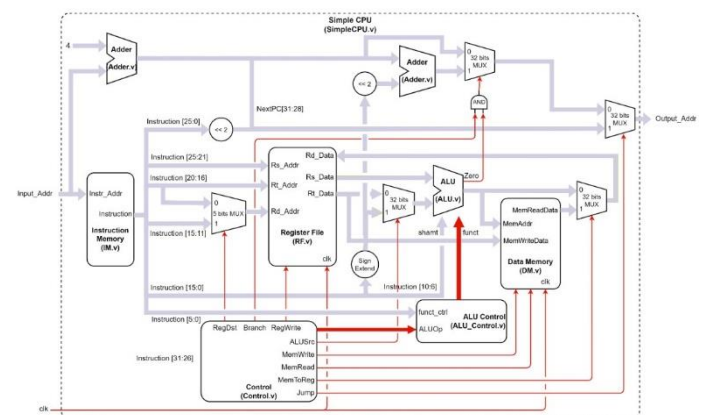 Simple CPU
(SimpleCPU.v)
4
Adder
(Adder.v)
Adder
(Adder.v)
0
32 bits
MUX
1
<< 2
AND
0
32 bits
MUX
1
Output_Addr
NextPC[31:28]
Instruction [25:0]
<< 2
Instruction [25:21]
Instruction [20:16]
Input_Addr
Instr_Addr
Instruction
Instruction
Memory
(IM.v)
0
5 bits MUX
1
Instruction [15:11]
Rd_Data
Rs_Addr
Rs_Data
Rt_Addr
Rt_Data
Rd_Addr
Register File
(RF.v)
clk
Zero
ALU
(ALU.v)
0
32 bits
MUX
1
shamt
funct
0
32 bits
MUX
1
MemReadData
MemAddr
MemWriteData
Data Memory
(DM.v)
clk
Sign
Extend
Instruction [15:0]
Instruction [10:6]
Instruction [5:0]
funct_ctrl
ALU Control
(ALU_Control.v)
ALUOp
RegDst
Branch
RegWrite
ALUSrc
MemWrite
MemRead
MemToReg
Jump
Instruction [31:26]
Control
(Control.v)
clk